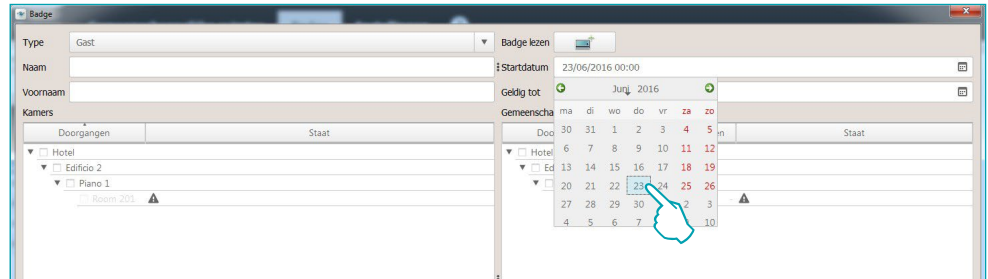 Badge
Type Gast Badge lezen
Naam Startdatum 23/06/2016 00:00
Voornaam Geldig tot
Juni 2016
Kamers Gemeenscha
ma di wo do vr za zo
Doorgangen Staat Doo en Staat
30 31 1 2 3 4 5
Hotel Hotel
6 7 8 9 10 11 12
Edificio 2 Ed
13 14 15 16 17 18 19
Piano 1
20 21 22 23 24 25 26
Room 201
27 28 29 30 2 3
4 5 6 7 10